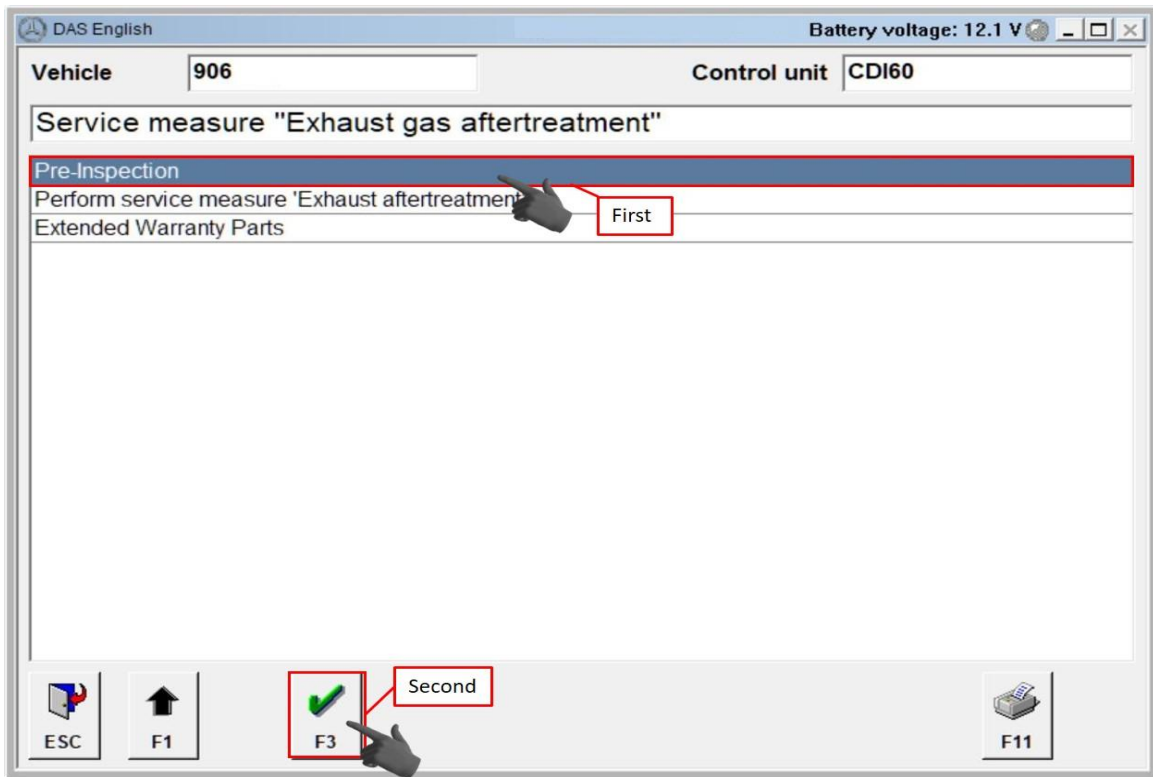 DAS English
Battery voltage: 12.1 V
Vehicle 906 Control unit CDI60
Service measure "Exhaust gas aftertreatment"
Pre-Inspection
Perform service measure 'Exhaust aftertreatment
First
Extended Warranty Parts
Second
ESC F1 F3 F11